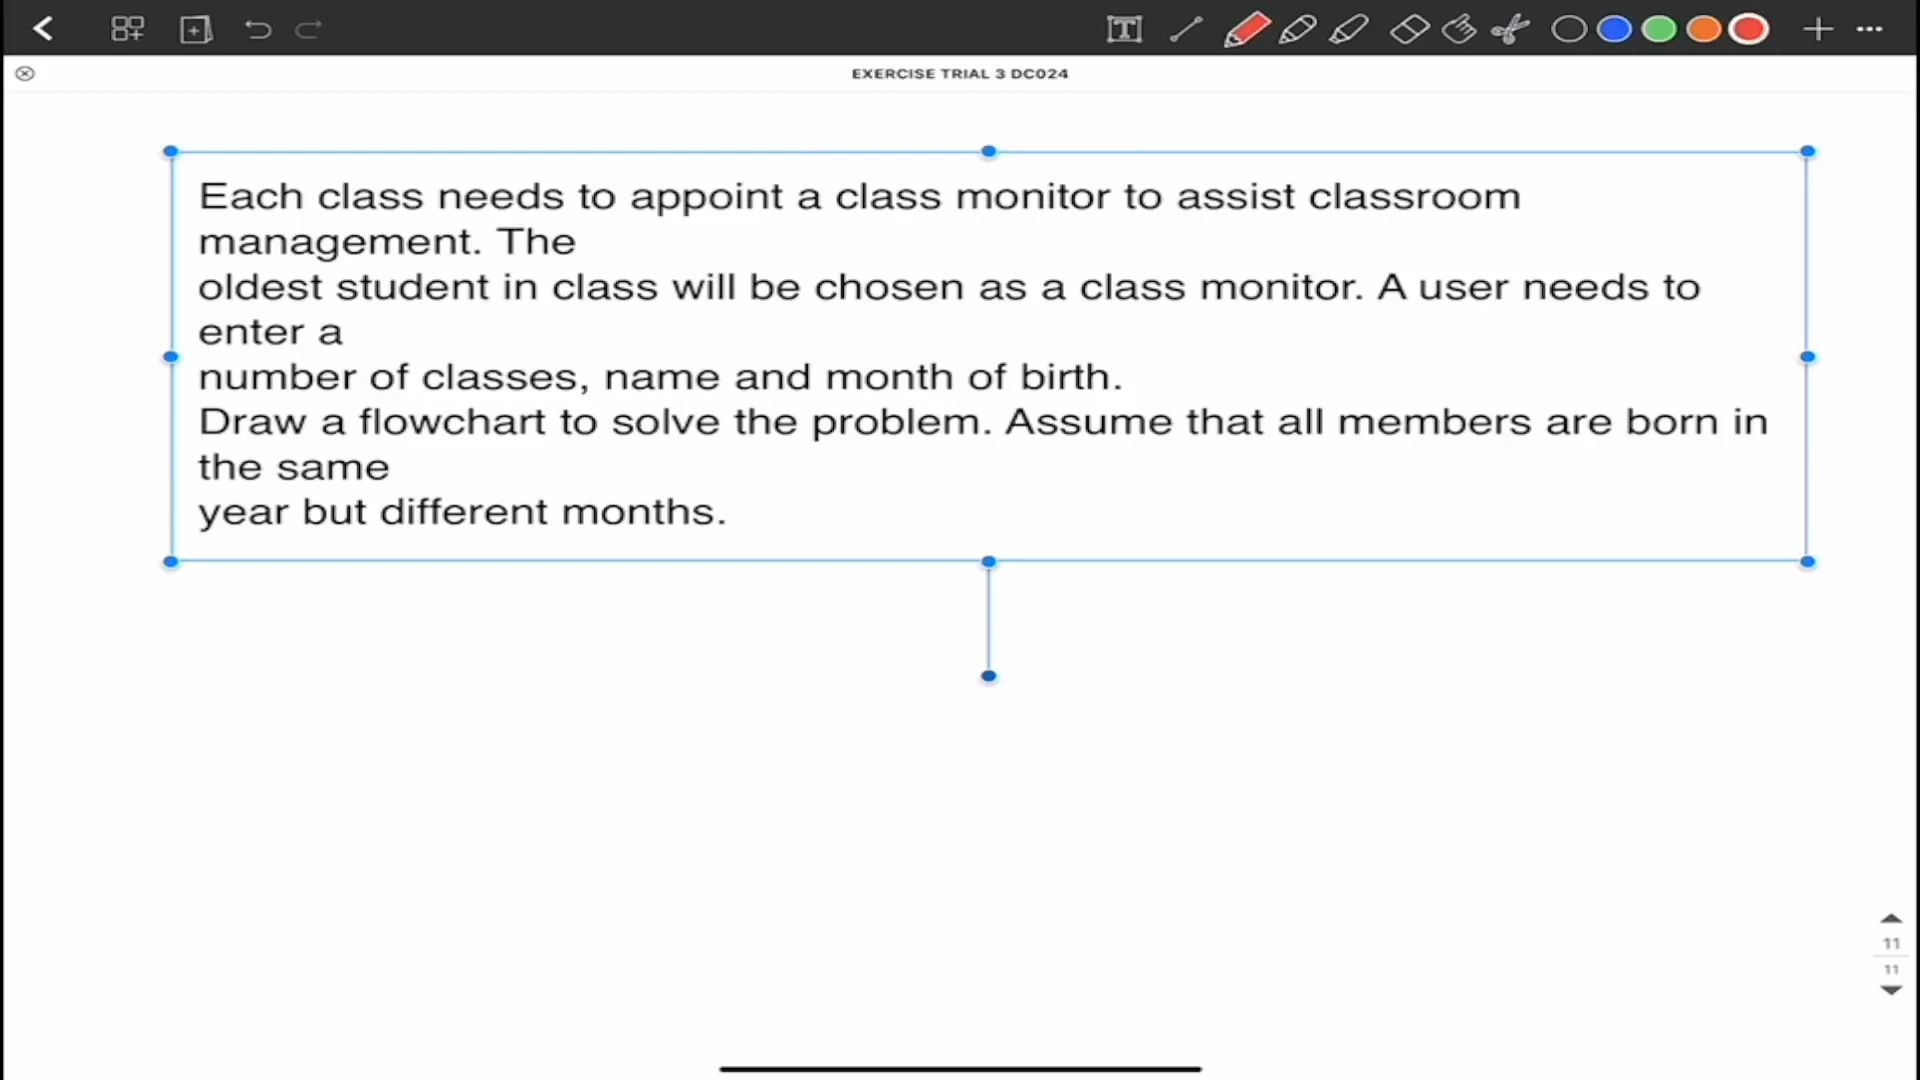 EXERCISE TRIAL 3 DC024
Each class needs to appoint a class monitor to assist classroom
management. The
oldest student in class will be chosen as a class monitor. A user needs to
enter a
number of classes, name and month of birth.
Draw a flowchart to solve the problem. Assume that all members are born in
the same
year but different months.
11
11